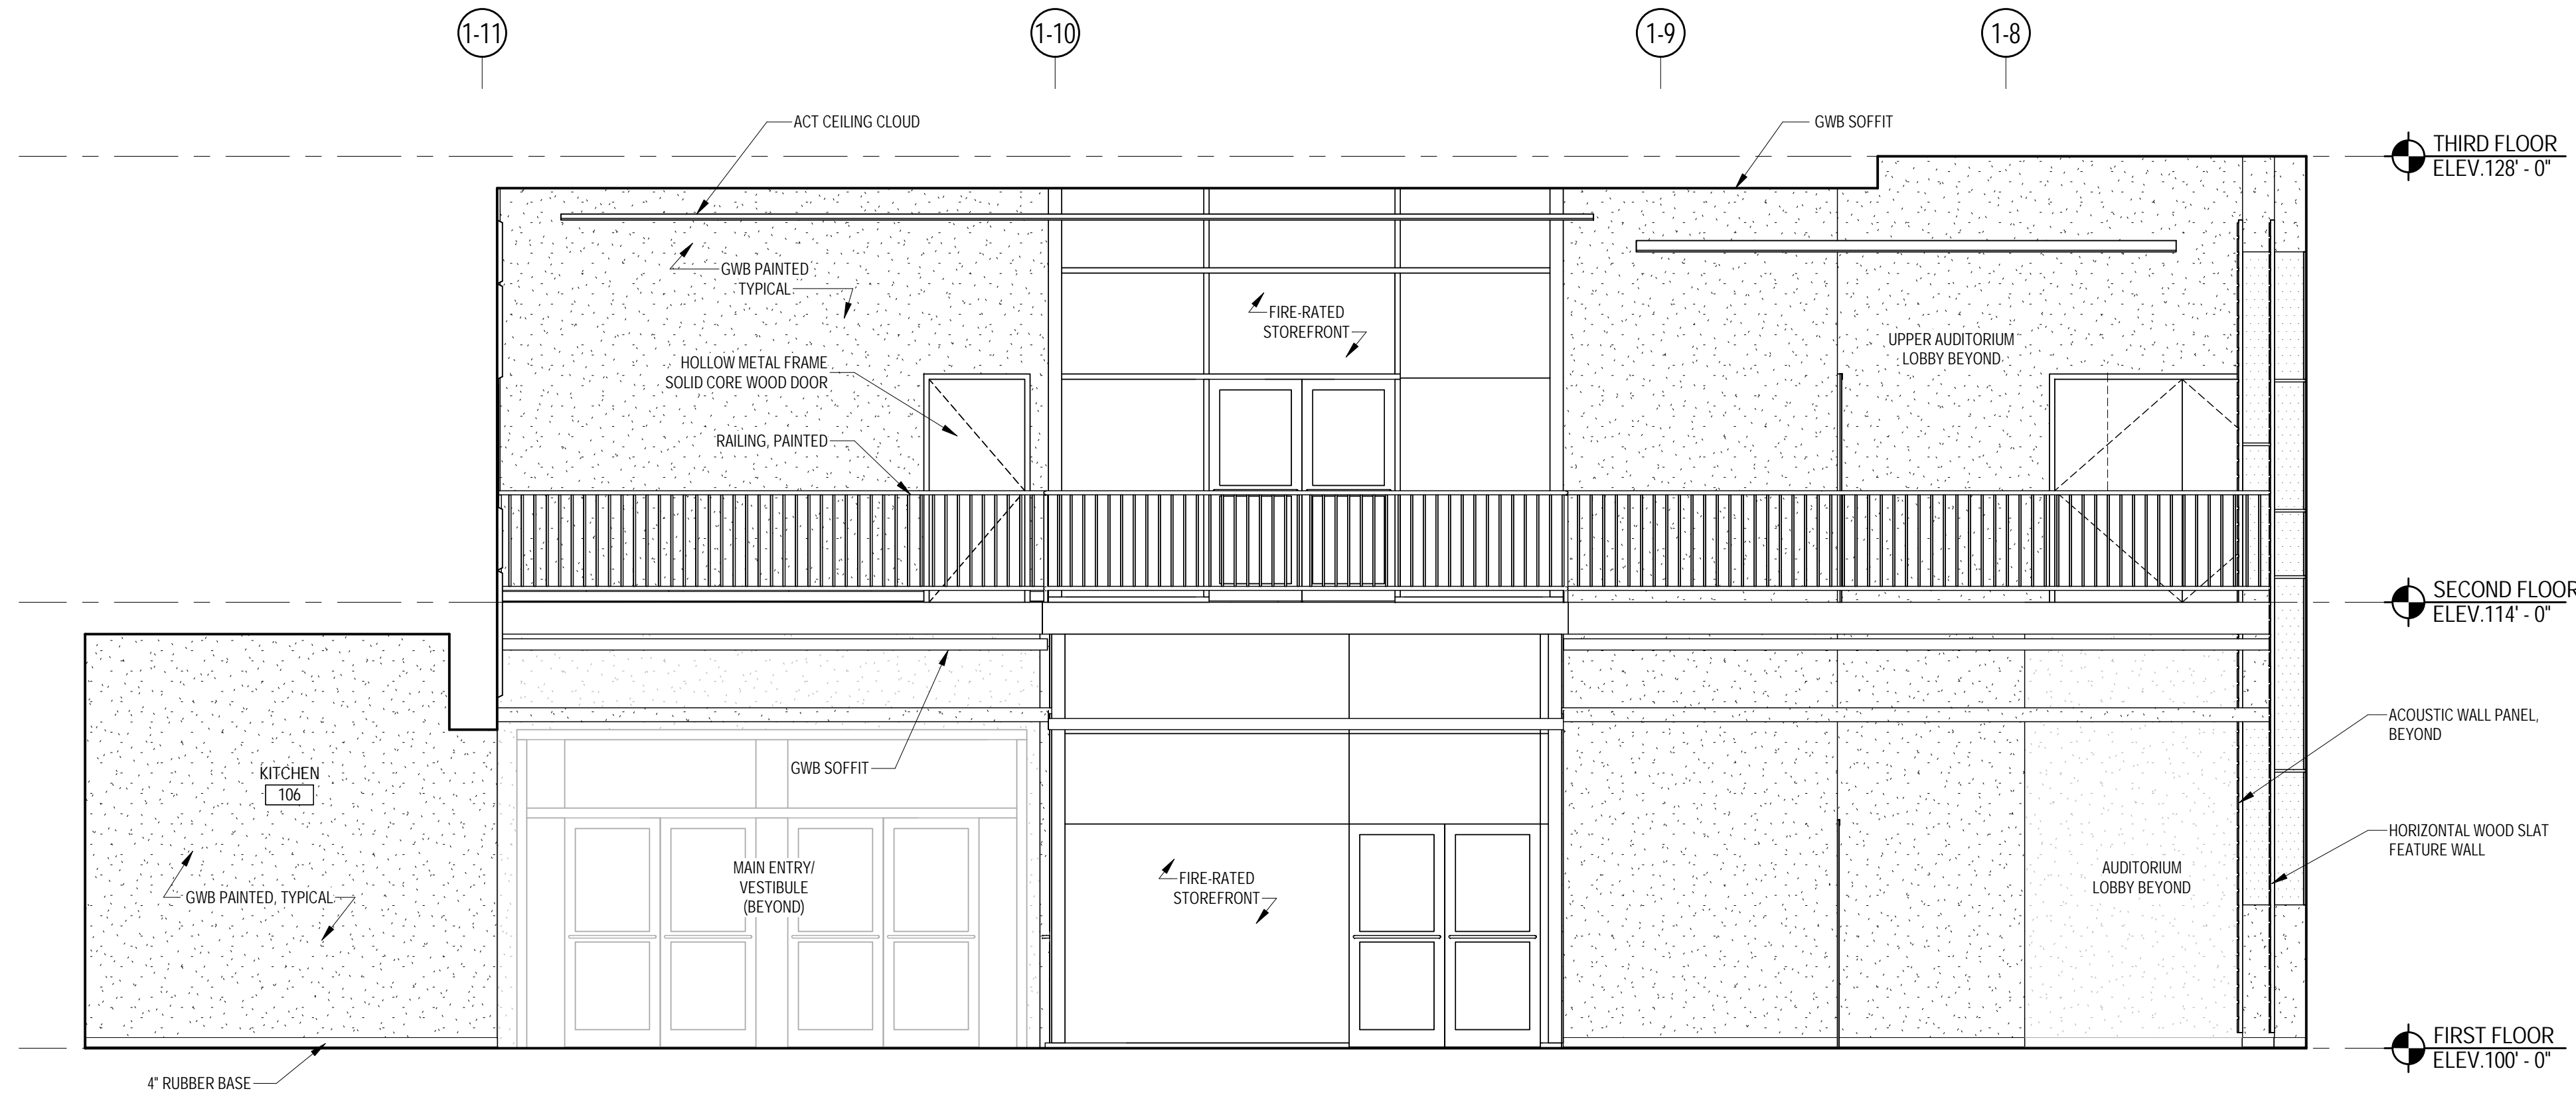 1-11
1-10
1-9
1-8
ACT CEILING CLOUD
GWB SOFFIT
THIRD FLOOR
ELEV.128' - 0"
GWB PAINTED
TYPICAL
FIRE-RATED
STOREFRONT
UPPER AUDITORIUM
LOBBY BEYOND
HOLLOW METAL FRAME
SOLID CORE WOOD DOOR
RAILING, PAINTED
SECOND FLOOR
ELEV.114' - 0"
ACOUSTIC WALL PANEL,
BEYOND
GWB SOFFIT
KITCHEN
106
HORIZONTAL WOOD SLAT
FEATURE WALL
MAIN ENTRY/
VESTIBULE
(BEYOND)
FIRE-RATED
STOREFRONT
AUDITORIUM
LOBBY BEYOND
GWB PAINTED, TYPICAL
FIRST FLOOR
ELEV.100' - 0"
4" RUBBER BASE